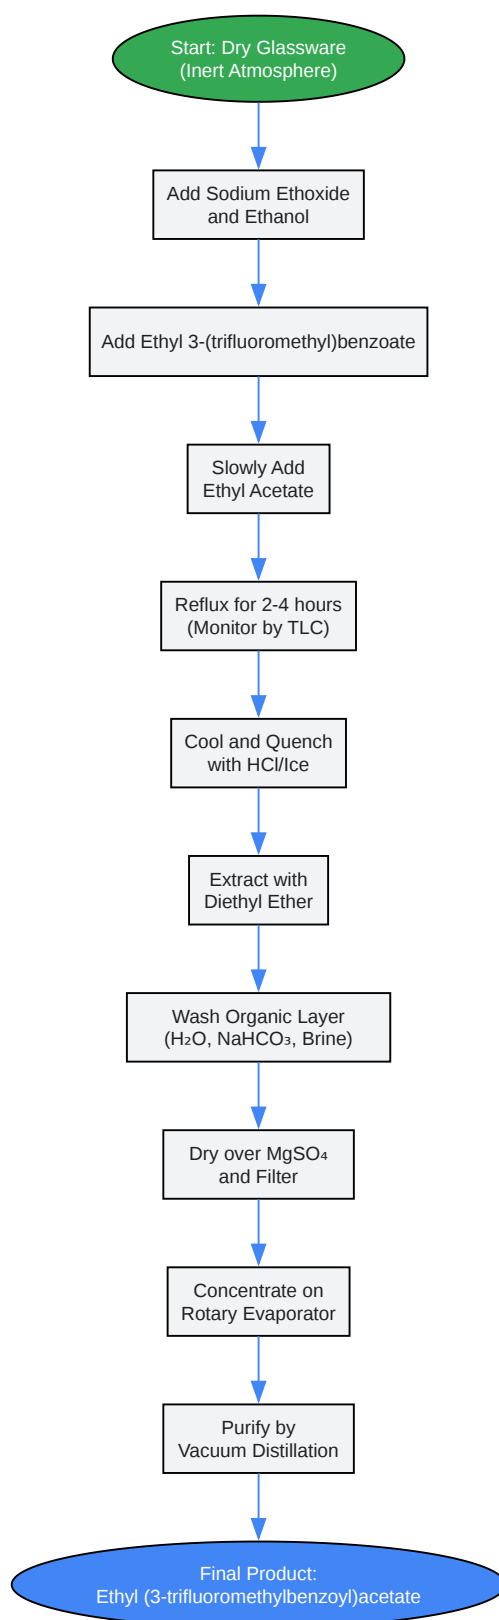 Start: Dry Glassware
(Inert Atmosphere)
Add Sodium Ethoxide
and Ethanol
Add Ethyl 3-(trifluoromethyl)benzoate
Slowly Add
Ethyl Acetate
Reflux for 2-4 hours
(Monitor by TLC)
Cool and Quench
with HCl/Ice
Extract with
Diethyl Ether
Wash Organic Layer
(H₂O, NaHCO₃, Brine)
Dry over MgSO₄
and Filter
Concentrate on
Rotary Evaporator
Purify by
Vacuum Distillation
Final Product:
Ethyl (3-trifluoromethylbenzoyl)acetate